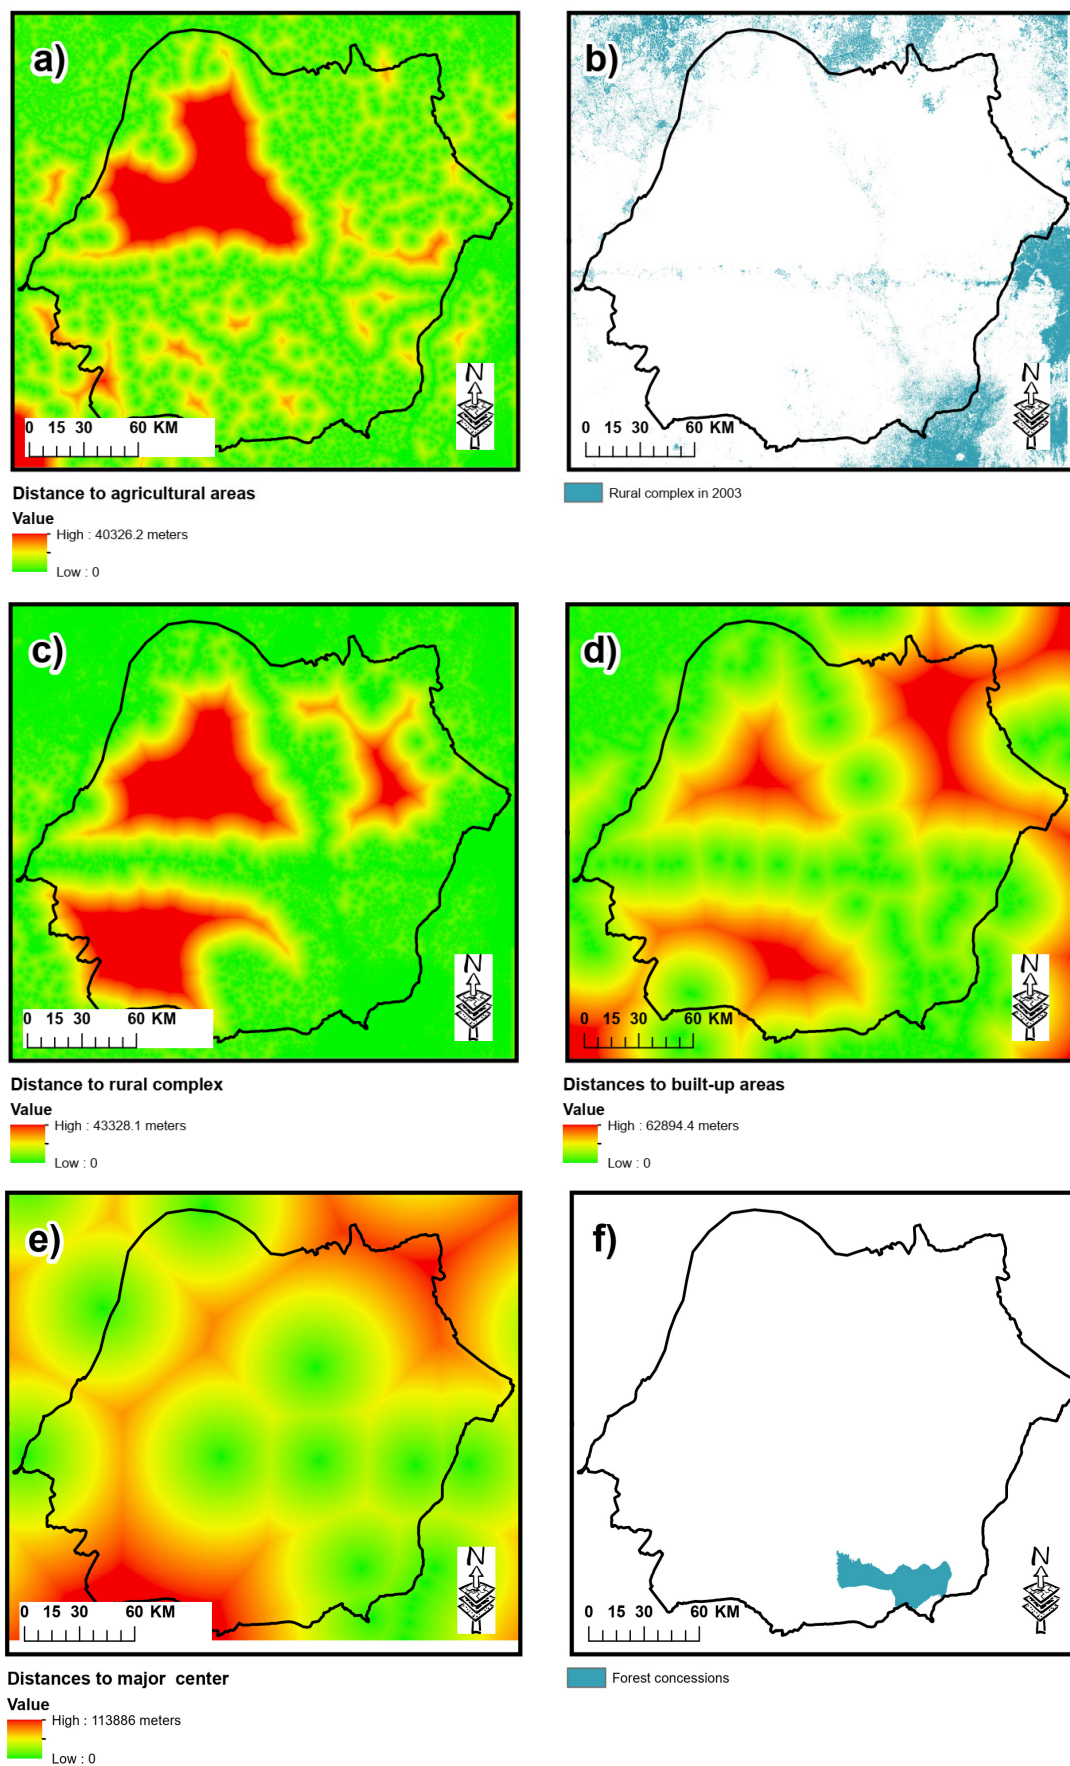 a)
N
0 15 30 60 KM
Distance to agricultural areas
Value
High : 40326.2 meters
Low : 0
b)
N
0 15 30 60 KM
Rural complex in 2003
c)
N
0 15 30 60 KM
Distance to rural complex
Value
High : 43328.1 meters
Low : 0
d)
N
0 15 30 60 KM
Distances to built-up areas
Value
High : 62894.4 meters
Low : 0
e)
N
0 15 30 60 KM
Distances to major center
Value
High : 113886 meters
Low : 0
f)
N
0 15 30 60 KM
Forest concessions